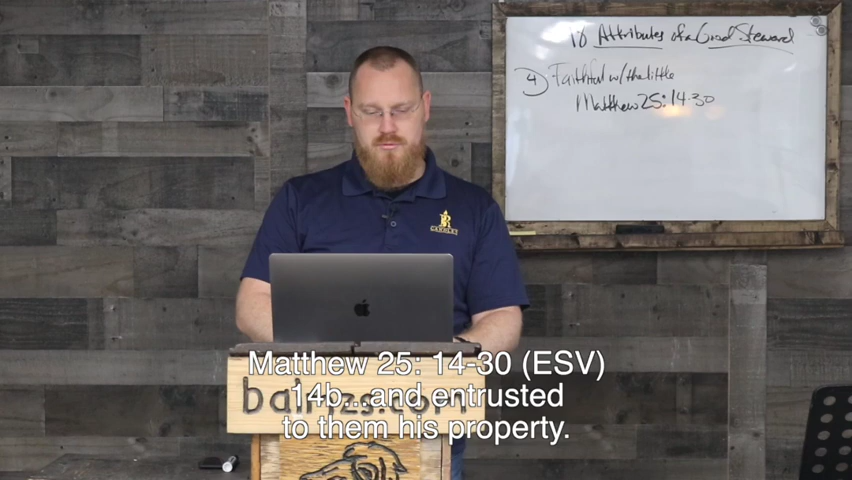 18 Attributes of a Good Steward
4) Faithful w/ the little
Matthew 25:14-30
Matthew 25: 14-30 (ESV)
14b...and entrusted
to them his property.